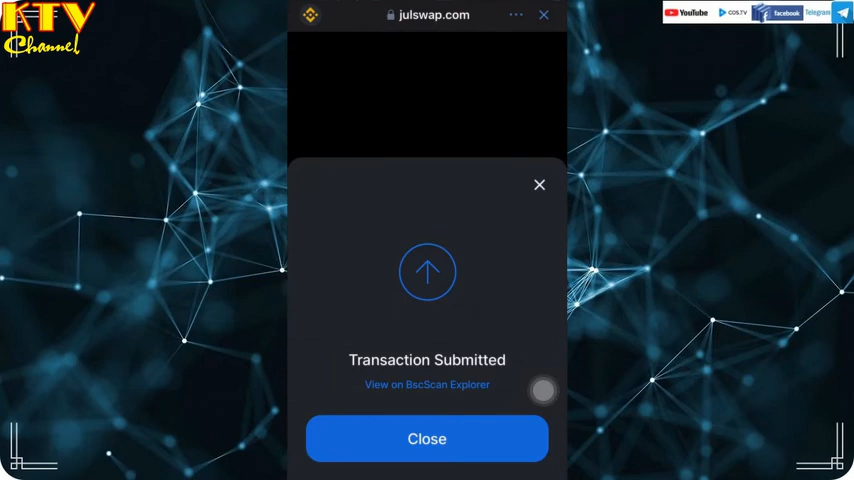 KTV
Channel
julswap.com
YouTube
COS.TV
facebook
Telegram
Transaction Submitted
View on BscScan Explorer
Close